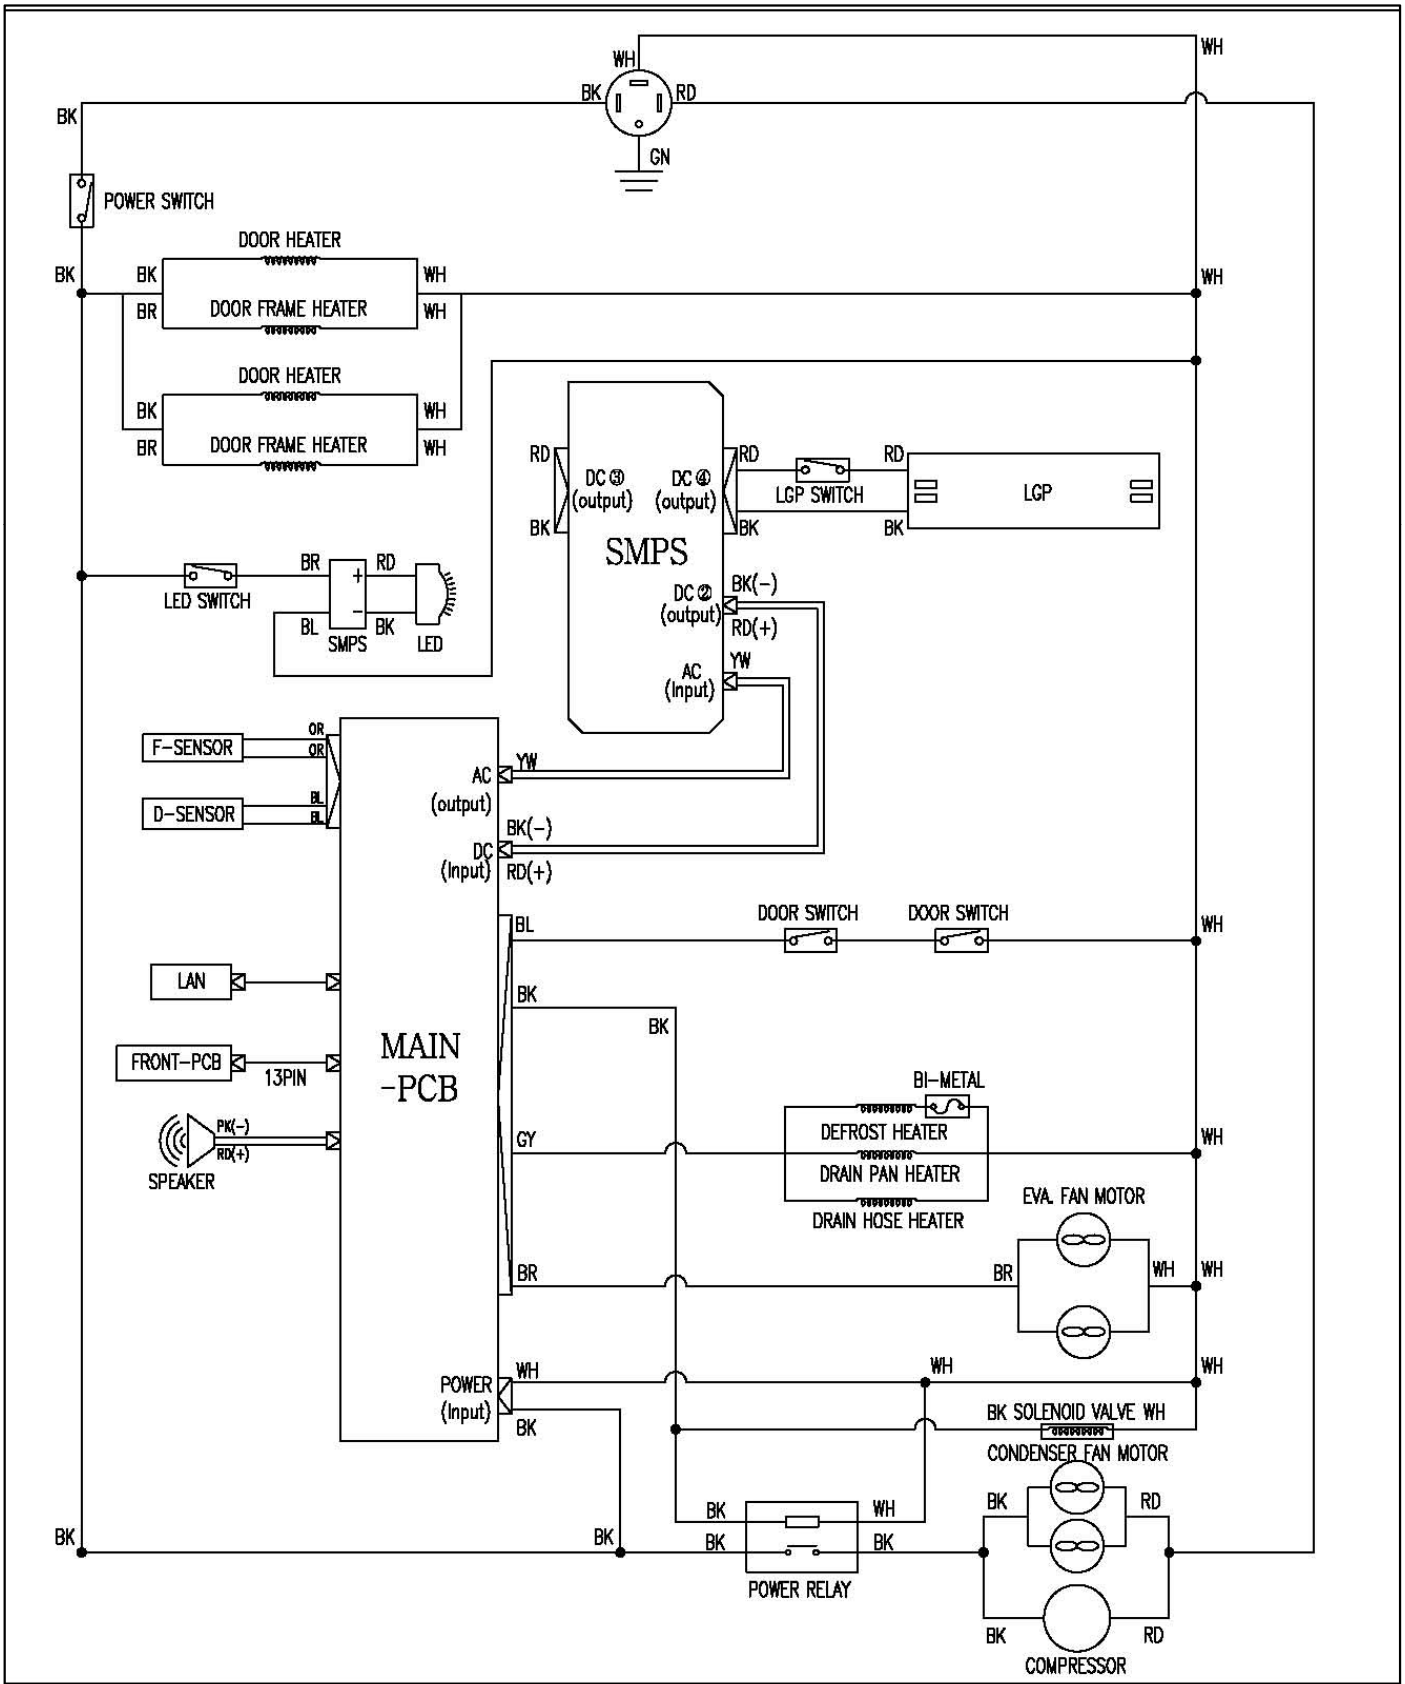 WH
WH
BK
RD
BK
GN
POWER SWITCH
DOOR HEATER
BK
BK
WH
WH
BR
DOOR FRAME HEATER
WH
DOOR HEATER
BK
WH
BR
DOOR FRAME HEATER
WH
RD
RD
RD
DC③
(output)
DC④
(output)
LGP SWITCH
LGP
BK
BK
BK
SMPS
BR
+
RD
LED SWITCH
BL
−
BK
SMPS
LED
DC②
(output)
BK(−)
RD(+)
AC
(Input)
YW
F-SENSOR
OR
OR
D-SENSOR
BL
BL
AC
(output)
YW
DC
(Input)
BK(−)
RD(+)
DOOR SWITCH
DOOR SWITCH
BL
WH
LAN
BK
BK
MAIN
-PCB
FRONT-PCB
13PIN
BI-METAL
DEFROST HEATER
PK(−)
RD(+)
SPEAKER
GY
WH
DRAIN PAN HEATER
DRAIN HOSE HEATER
EVA. FAN MOTOR
BR
BR
WH
WH
POWER
(Input)
WH
WH
WH
BK
BK SOLENOID VALVE WH
CONDENSER FAN MOTOR
BK
WH
BK
RD
BK
BK
BK
BK
POWER RELAY
BK
RD
COMPRESSOR